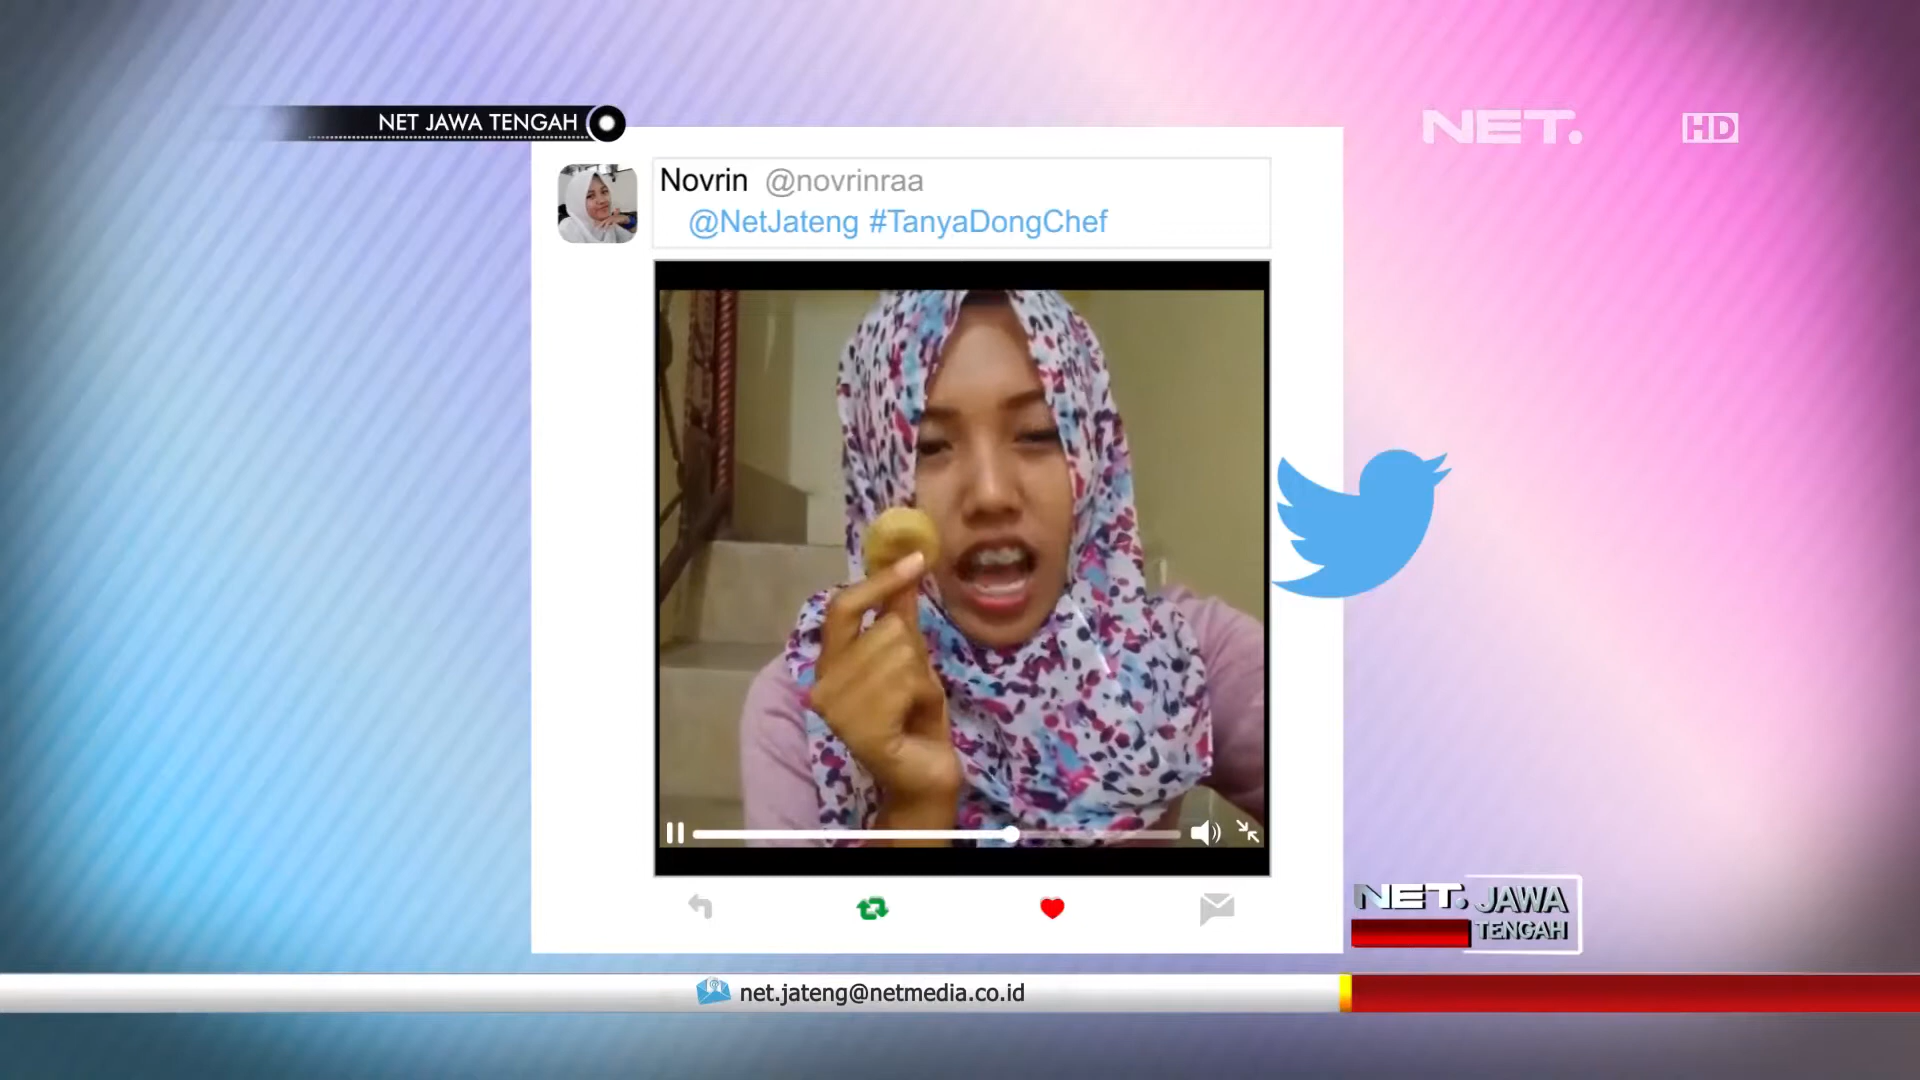 NET JAWA TENGAH
NET.
HD
Novrin @novrinraa
@NetJateng #TanyaDongChef
NET. JAWA
TENGAH
net.jateng@netmedia.co.id